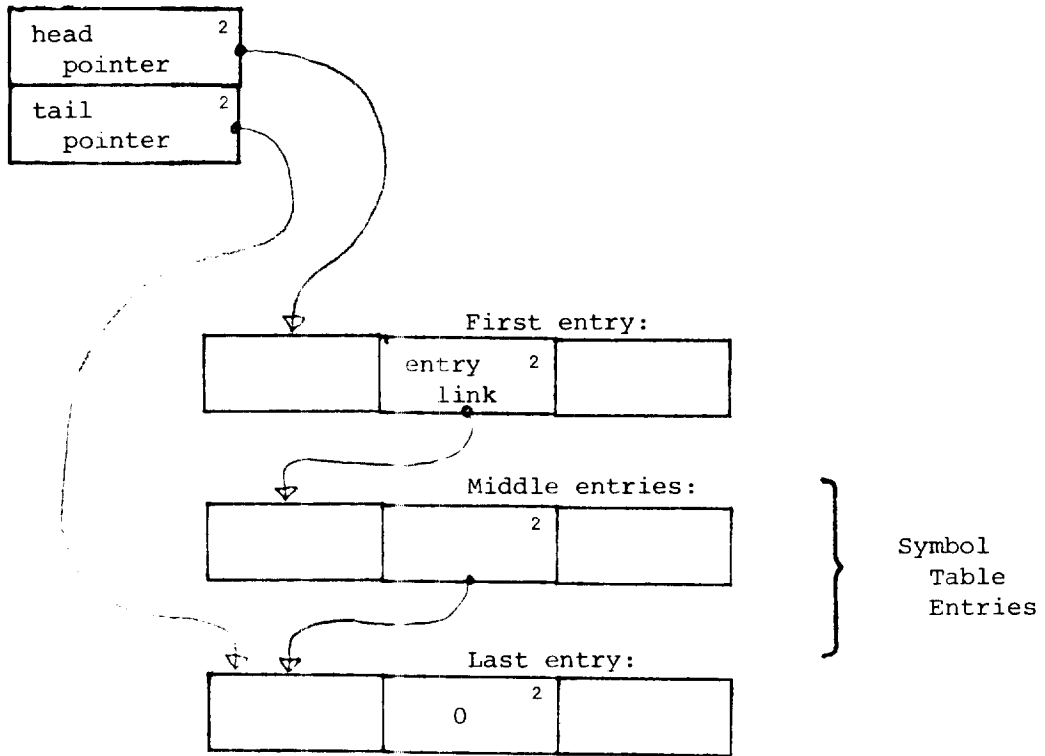 head 2
pointer
tail 2
pointer
First entry:
entry 2
link
Middle entries:
2
Symbol
Table
Entries
Last entry:
2
0